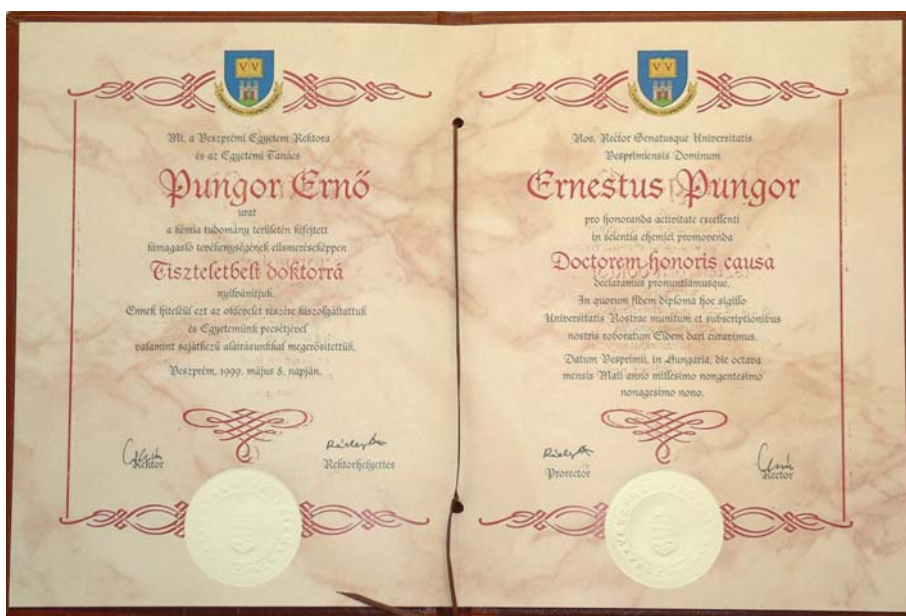 V V
Mi, a Veszprémi Egyetem Rektora
és az Egyetemi Tanács
Pungor Ernő
urat
a kémia tudomány területén kifejtett
kimagasló tevékenységének elismeréseképpen
Tiszteletbeli doktorrá
nyilvánítjuk.
Ennek hiteléül ezt az oklevelet részére kiszolgáltattuk
és Egyetemünk pecsétjével
valamint sajátkezű aláírásunkkal megerősítettük.
Veszprém, 1999. május 8. napján.
Rektor
Rektorhelyettes
V V
Nos, Rector Senatusque Universitatis
Vesprimiensis Dominum
Ernestus Pungor
pro honoranda activitate excellenti
in scientia chemici promovenda
Doctorem honoris causa
declaramus pronuntiamusque.
In quorum fidem diploma hoc sigillo
Universitatis Nostrae munitum et subscriptionibus
nostris roboratum Eidem dari curavimus.
Datum Vesprimii, in Hungaria, die octava
mensis Maii anno millesimo nongentesimo
nonagesimo nono.
Prorector
Rector